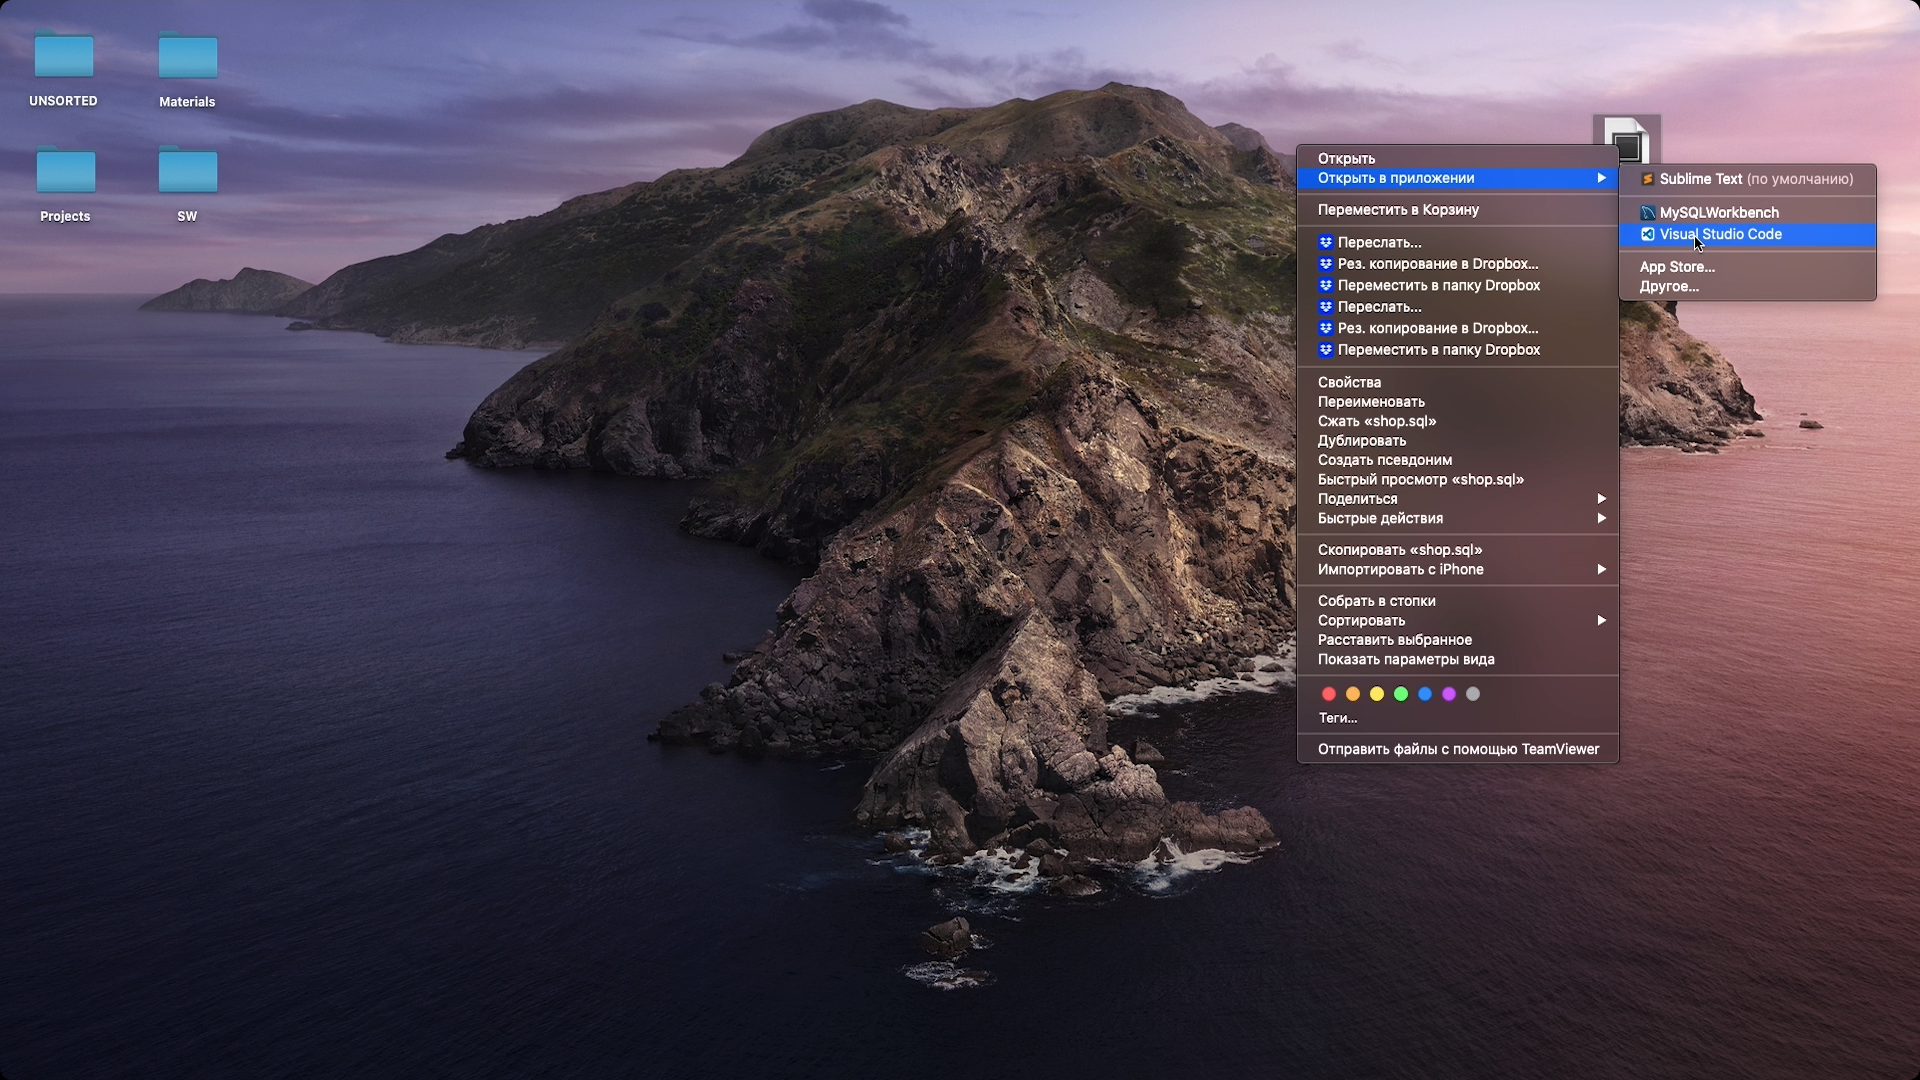 UNSORTED
Materials
Projects
SW
Открыть
Открыть в приложении
Переместить в Корзину
Переслать...
Рез. копирование в Dropbox...
Переместить в папку Dropbox
Переслать...
Рез. копирование в Dropbox...
Переместить в папку Dropbox
Свойства
Переименовать
Сжать «shop.sql»
Дублировать
Создать псевдоним
Быстрый просмотр «shop.sql»
Поделиться
Быстрые действия
Скопировать «shop.sql»
Импортировать с iPhone
Собрать в стопки
Сортировать
Расставить выбранное
Показать параметры вида
Теги...
Отправить файлы с помощью TeamViewer
Sublime Text (по умолчанию)
MySQLWorkbench
Visual Studio Code
App Store...
Другое...